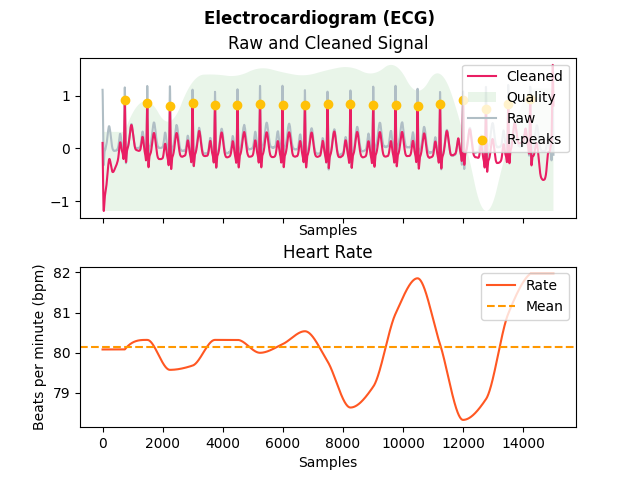 Electrocardiogram (ECG)
Raw and Cleaned Signal
1
0
−1
Cleaned
Quality
Raw
R-peaks
Samples
Heart Rate
82
81
80
79
Beats per minute (bpm)
Rate
Mean
0 2000 4000 6000 8000 10000 12000 14000
Samples